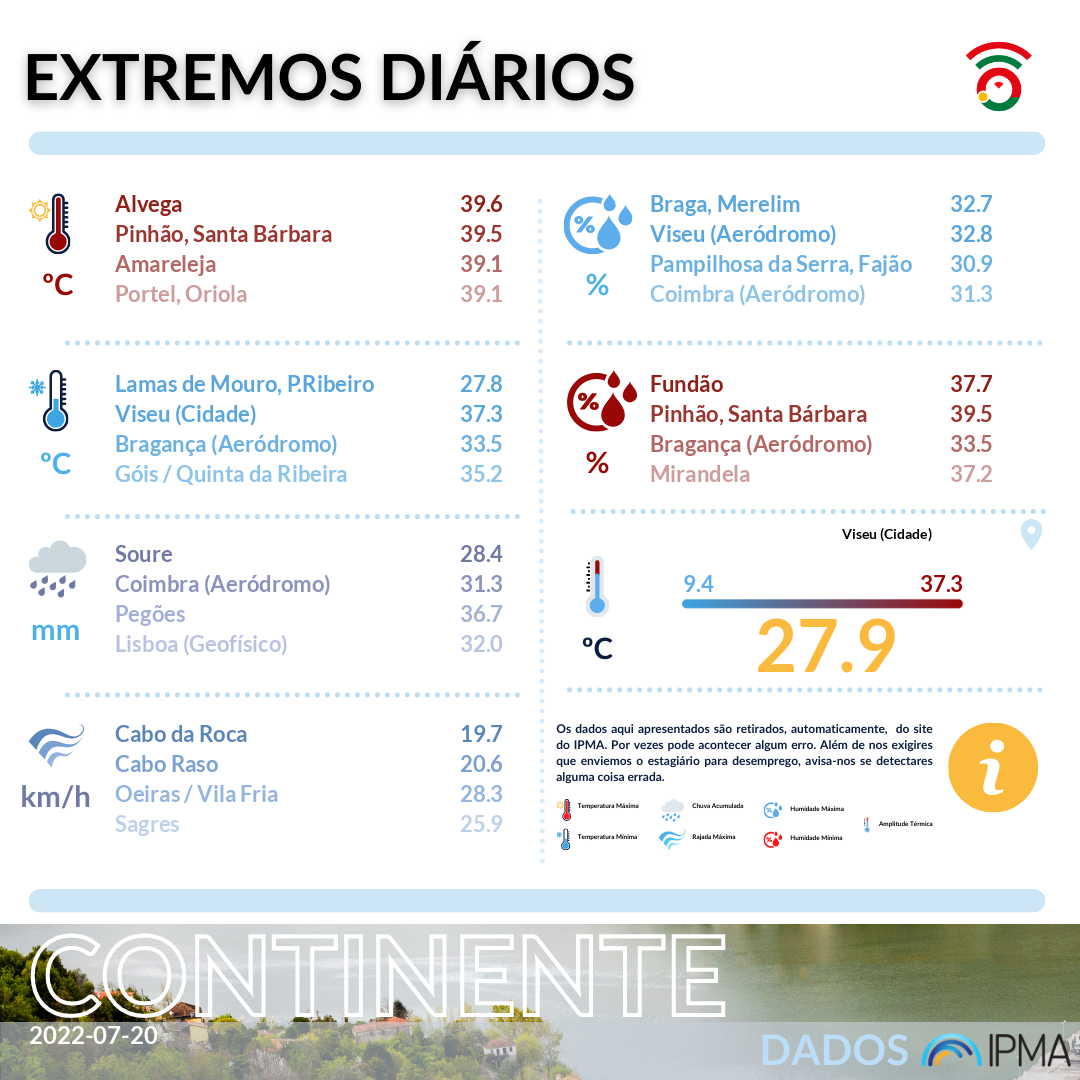 EXTREMOS DIÁRIOS
Alvega 39.6
Pinhão, Santa Bárbara 39.5
Amareleja 39.1
ºC
Portel, Oriola 39.1
Lamas de Mouro, P.Ribeiro 27.8
Viseu (Cidade) 37.3
Bragança (Aeródromo) 33.5
ºC
Góis / Quinta da Ribeira 35.2
Soure 28.4
Coimbra (Aeródromo) 31.3
Pegões 36.7
mm
Lisboa (Geofísico) 32.0
Cabo da Roca 19.7
Cabo Raso 20.6
km/h
Oeiras / Vila Fria 28.3
Sagres 25.9
Braga, Merelim 32.7
%
Viseu (Aeródromo) 32.8
Pampilhosa da Serra, Fajão 30.9
%
Coimbra (Aeródromo) 31.3
Fundão 37.7
%
Pinhão, Santa Bárbara 39.5
Bragança (Aeródromo) 33.5
%
Mirandela 37.2
Viseu (Cidade)
9.4 37.3
ºC
27.9
Os dados aqui apresentados são retirados, automaticamente, do site
do IPMA. Por vezes pode acontecer algum erro. Além de nos exigires
que enviemos o estagiário para desemprego, avisa-nos se detectares
alguma coisa errada.
i
Temperatura Máxima
Chuva Acumulada
Humidade Máxima
Amplitude Térmica
Temperatura Mínima
Rajada Máxima
Humidade Mínima
CONTINENTE
2022-07-20
DADOS IPMA